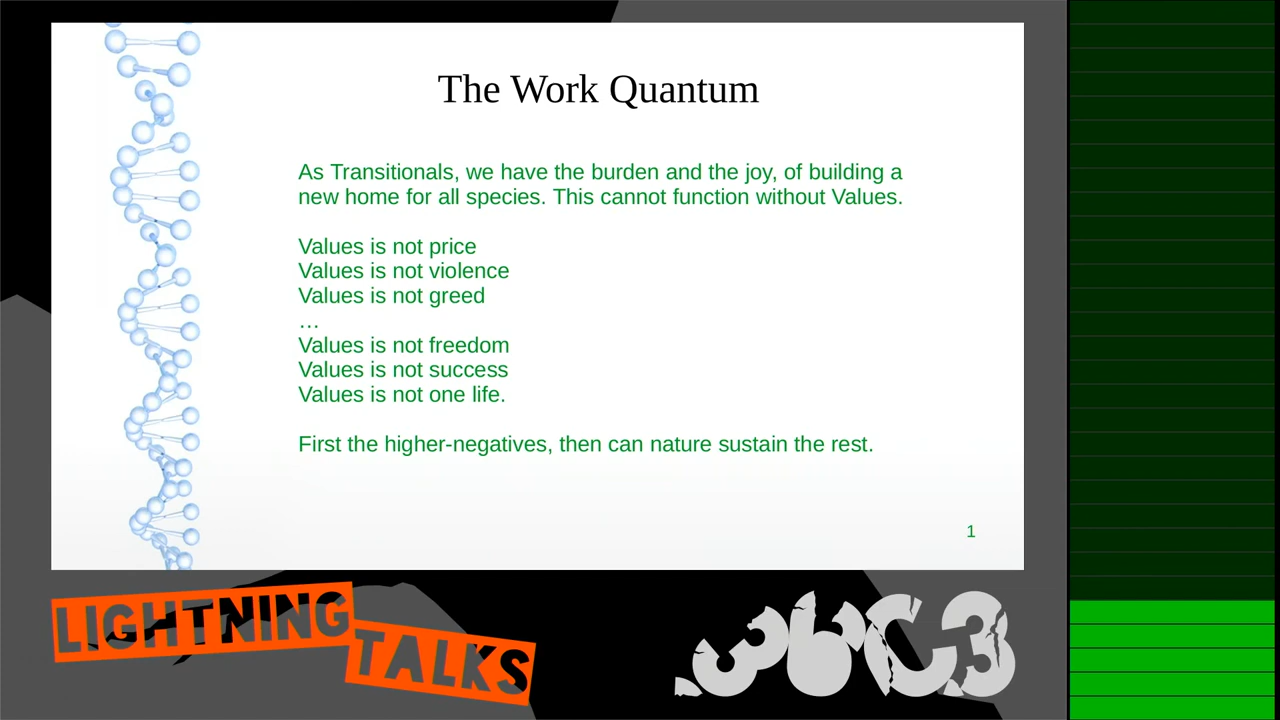 The Work Quantum
As Transitionals, we have the burden and the joy, of building a
new home for all species. This cannot function without Values.
Values is not price
Values is not violence
Values is not greed
…
Values is not freedom
Values is not success
Values is not one life.
First the higher-negatives, then can nature sustain the rest.
1
LIGHTNING
TALKS
36C3